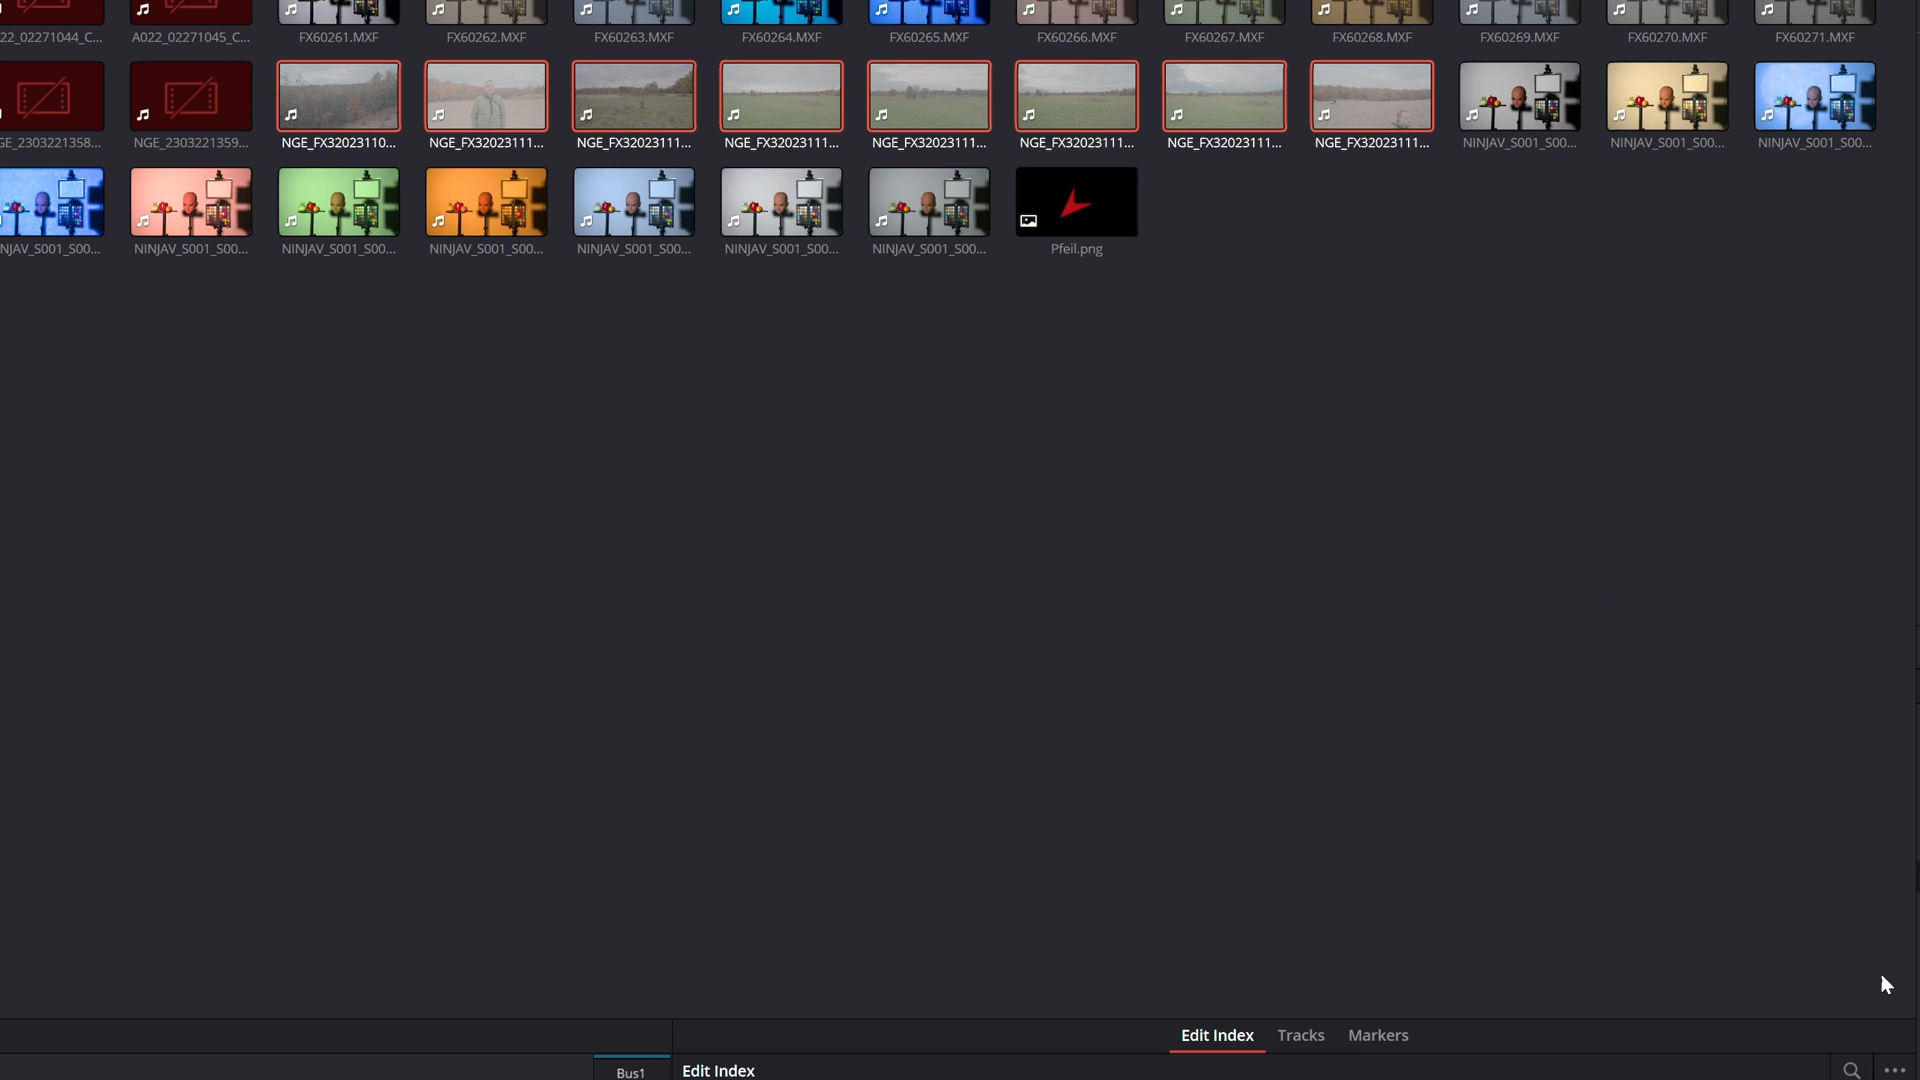 22_02271044_C... A022_02271045_C... FX60261.MXF FX60262.MXF FX60263.MXF FX60264.MXF FX60265.MXF FX60266.MXF FX60267.MXF FX60268.MXF FX60269.MXF FX60270.MXF FX60271.MXF
GE_2303221358... NGE_2303221359... NGE_FX32023110... NGE_FX32023111... NGE_FX32023111... NGE_FX32023111... NGE_FX32023111... NGE_FX32023111... NGE_FX32023111... NGE_FX32023111... NINJAV_S001_S00... NINJAV_S001_S00... NINJAV_S001_S00...
NJAV_S001_S00... NINJAV_S001_S00... NINJAV_S001_S00... NINJAV_S001_S00... NINJAV_S001_S00... NINJAV_S001_S00... NINJAV_S001_S00... Pfeil.png
Edit Index Tracks Markers
Bus1 Edit Index